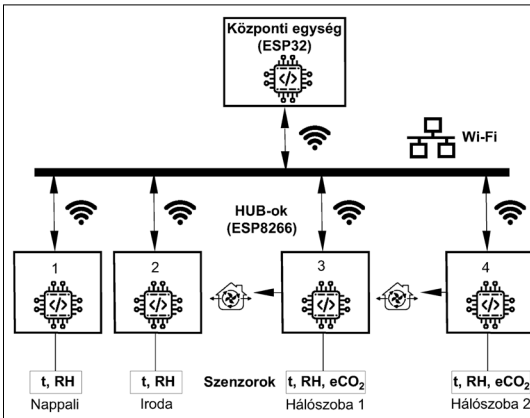 Központi egység
(ESP32)
</>
Wi-Fi
HUB-ok
(ESP8266)
1
2
3
4
</>
</>
</>
</>
t, RH
t, RH
Szenzorok
t, RH, eCO₂
t, RH, eCO₂
Nappali
Iroda
Hálószoba 1
Hálószoba 2